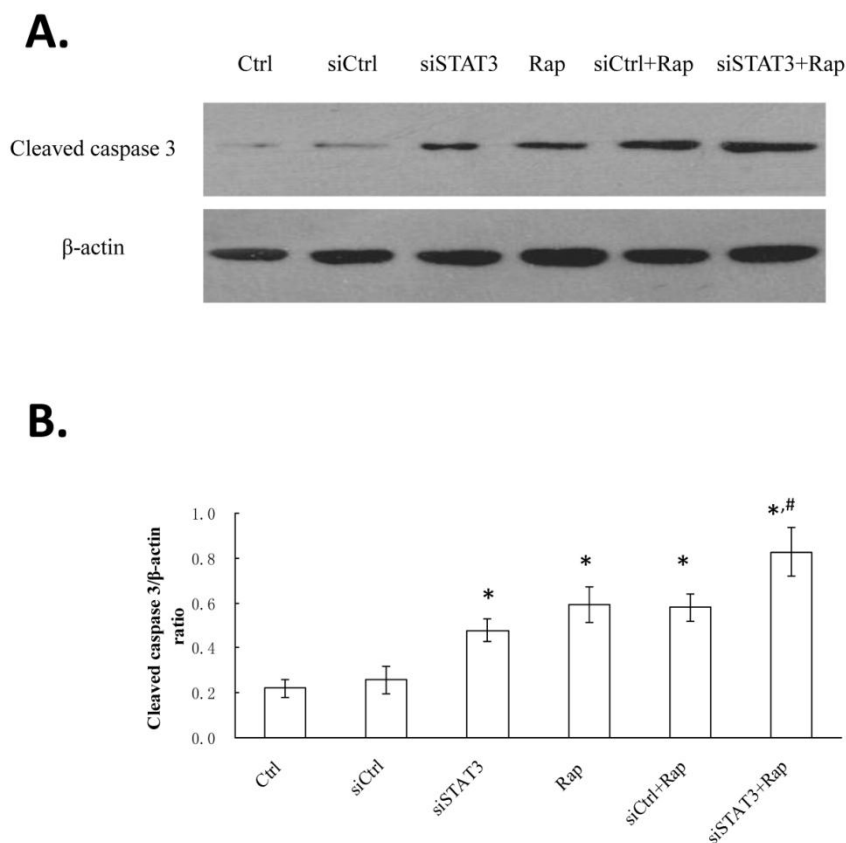 A.
Ctrl siCtrl siSTAT3 Rap siCtrl+Rap siSTAT3+Rap
Cleaved caspase 3
β-actin
B.
Cleaved caspase 3/β-actin
ratio
1.0
0.8
0.6
0.4
0.2
0.0
*
*
*
*,#
Ctrl
siCtrl
siSTAT3
Rap
siCtrl+Rap
siSTAT3+Rap